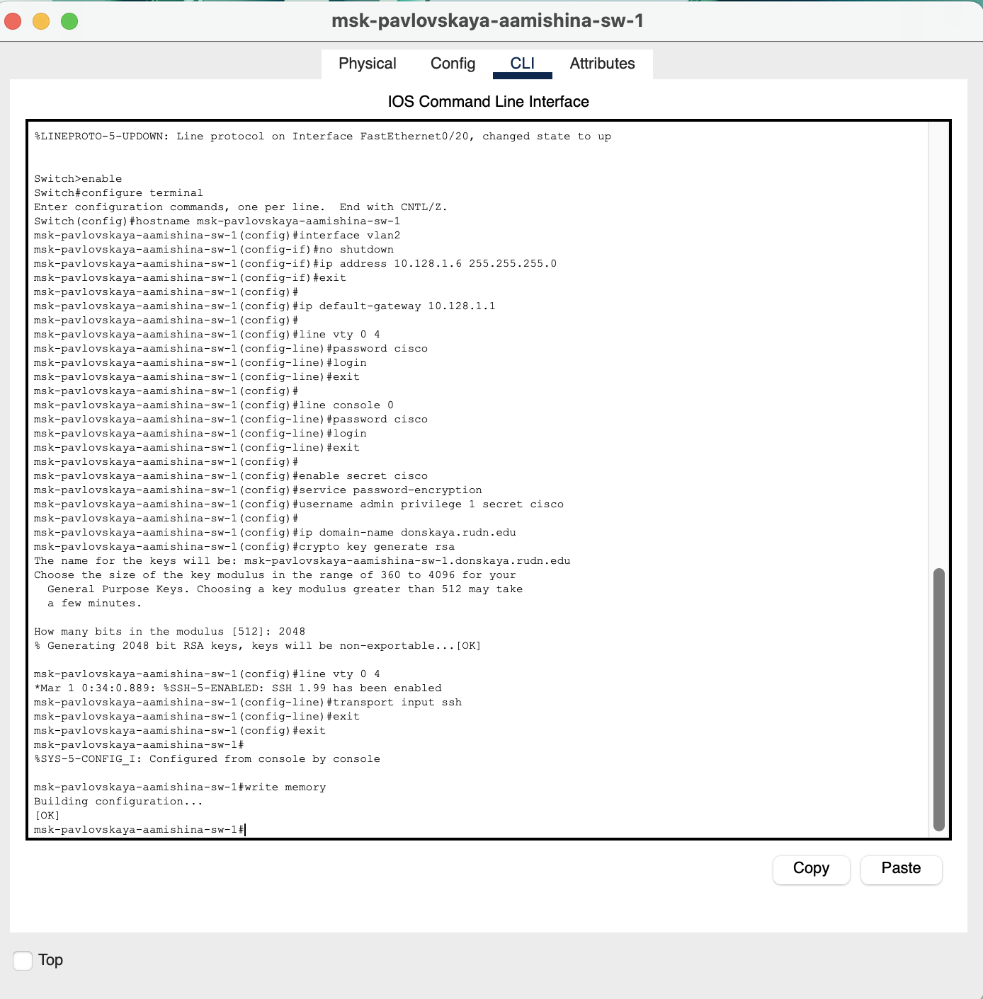 msk-pavlovskaya-aamishina-sw-1
Physical Config CLI Attributes
IOS Command Line Interface
%LINEPROTO-5-UPDOWN: Line protocol on Interface FastEthernet0/20, changed state to up
Switch>enable
Switch#configure terminal
Enter configuration commands, one per line.  End with CNTL/Z.
Switch(config)#hostname msk-pavlovskaya-aamishina-sw-1
msk-pavlovskaya-aamishina-sw-1(config)#interface vlan2
msk-pavlovskaya-aamishina-sw-1(config-if)#no shutdown
msk-pavlovskaya-aamishina-sw-1(config-if)#ip address 10.128.1.6 255.255.255.0
msk-pavlovskaya-aamishina-sw-1(config-if)#exit
msk-pavlovskaya-aamishina-sw-1(config)#
msk-pavlovskaya-aamishina-sw-1(config)#ip default-gateway 10.128.1.1
msk-pavlovskaya-aamishina-sw-1(config)#
msk-pavlovskaya-aamishina-sw-1(config)#line vty 0 4
msk-pavlovskaya-aamishina-sw-1(config-line)#password cisco
msk-pavlovskaya-aamishina-sw-1(config-line)#login
msk-pavlovskaya-aamishina-sw-1(config-line)#exit
msk-pavlovskaya-aamishina-sw-1(config)#
msk-pavlovskaya-aamishina-sw-1(config)#line console 0
msk-pavlovskaya-aamishina-sw-1(config-line)#password cisco
msk-pavlovskaya-aamishina-sw-1(config-line)#login
msk-pavlovskaya-aamishina-sw-1(config-line)#exit
msk-pavlovskaya-aamishina-sw-1(config)#
msk-pavlovskaya-aamishina-sw-1(config)#enable secret cisco
msk-pavlovskaya-aamishina-sw-1(config)#service password-encryption
msk-pavlovskaya-aamishina-sw-1(config)#username admin privilege 1 secret cisco
msk-pavlovskaya-aamishina-sw-1(config)#
msk-pavlovskaya-aamishina-sw-1(config)#ip domain-name donskaya.rudn.edu
msk-pavlovskaya-aamishina-sw-1(config)#crypto key generate rsa
The name for the keys will be: msk-pavlovskaya-aamishina-sw-1.donskaya.rudn.edu
Choose the size of the key modulus in the range of 360 to 4096 for your
General Purpose Keys. Choosing a key modulus greater than 512 may take
a few minutes.
How many bits in the modulus [512]: 2048
% Generating 2048 bit RSA keys, keys will be non-exportable...[OK]
msk-pavlovskaya-aamishina-sw-1(config)#line vty 0 4
*Mar 1 0:34:0.889: %SSH-5-ENABLED: SSH 1.99 has been enabled
msk-pavlovskaya-aamishina-sw-1(config-line)#transport input ssh
msk-pavlovskaya-aamishina-sw-1(config-line)#exit
msk-pavlovskaya-aamishina-sw-1(config)#exit
msk-pavlovskaya-aamishina-sw-1#
%SYS-5-CONFIG_I: Configured from console by console
msk-pavlovskaya-aamishina-sw-1#write memory
Building configuration...
[OK]
msk-pavlovskaya-aamishina-sw-1#
Copy Paste
Top